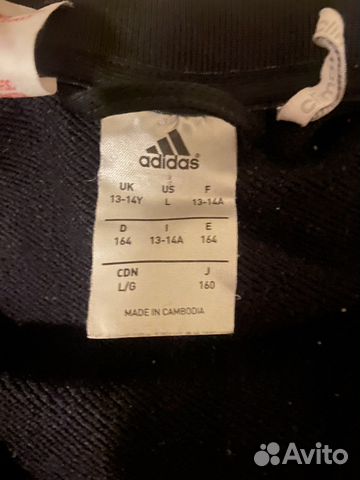 adidas
UK US F
13-14Y L 13-14A
D I E
164 13-14A 164
CDN J
L/G 160
MADE IN CAMBODIA
Avito